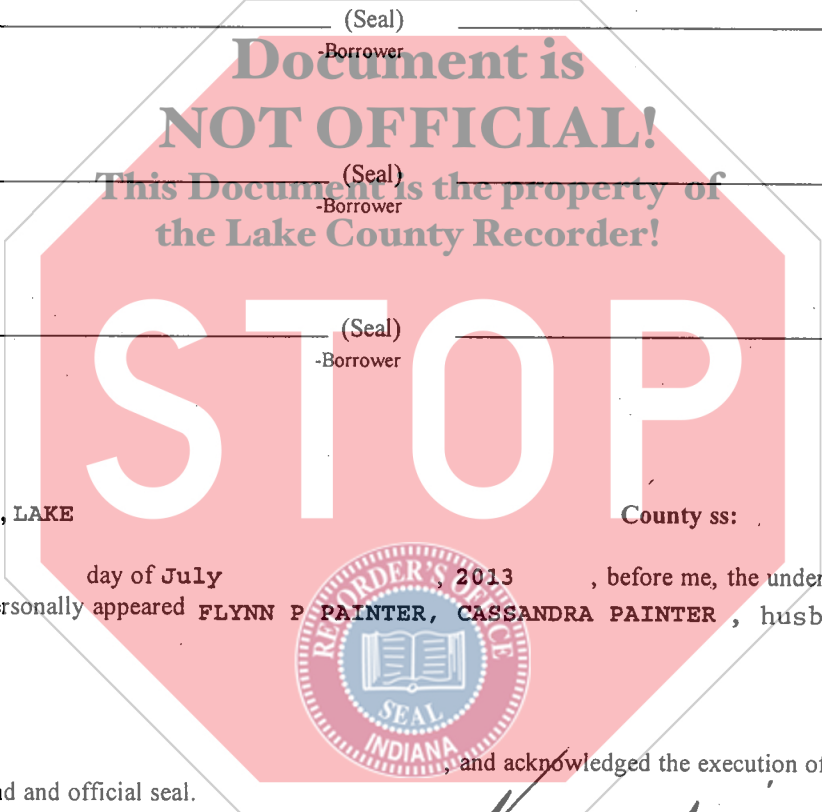 (Seal)
-Borrower
Document is
NOT OFFICIAL!
(Seal)
This Document is the property of
-Borrower
the Lake County Recorder!
STOP
(Seal)
-Borrower
, LAKE County ss:
day of July , 2013 , before me, the under
rsonally appeared FLYNN P PAINTER, CASSANDRA PAINTER , husb
RECORDER'S OFFICE
SEAL
INDIANA
, and acknowledged the execution of
nd and official seal.